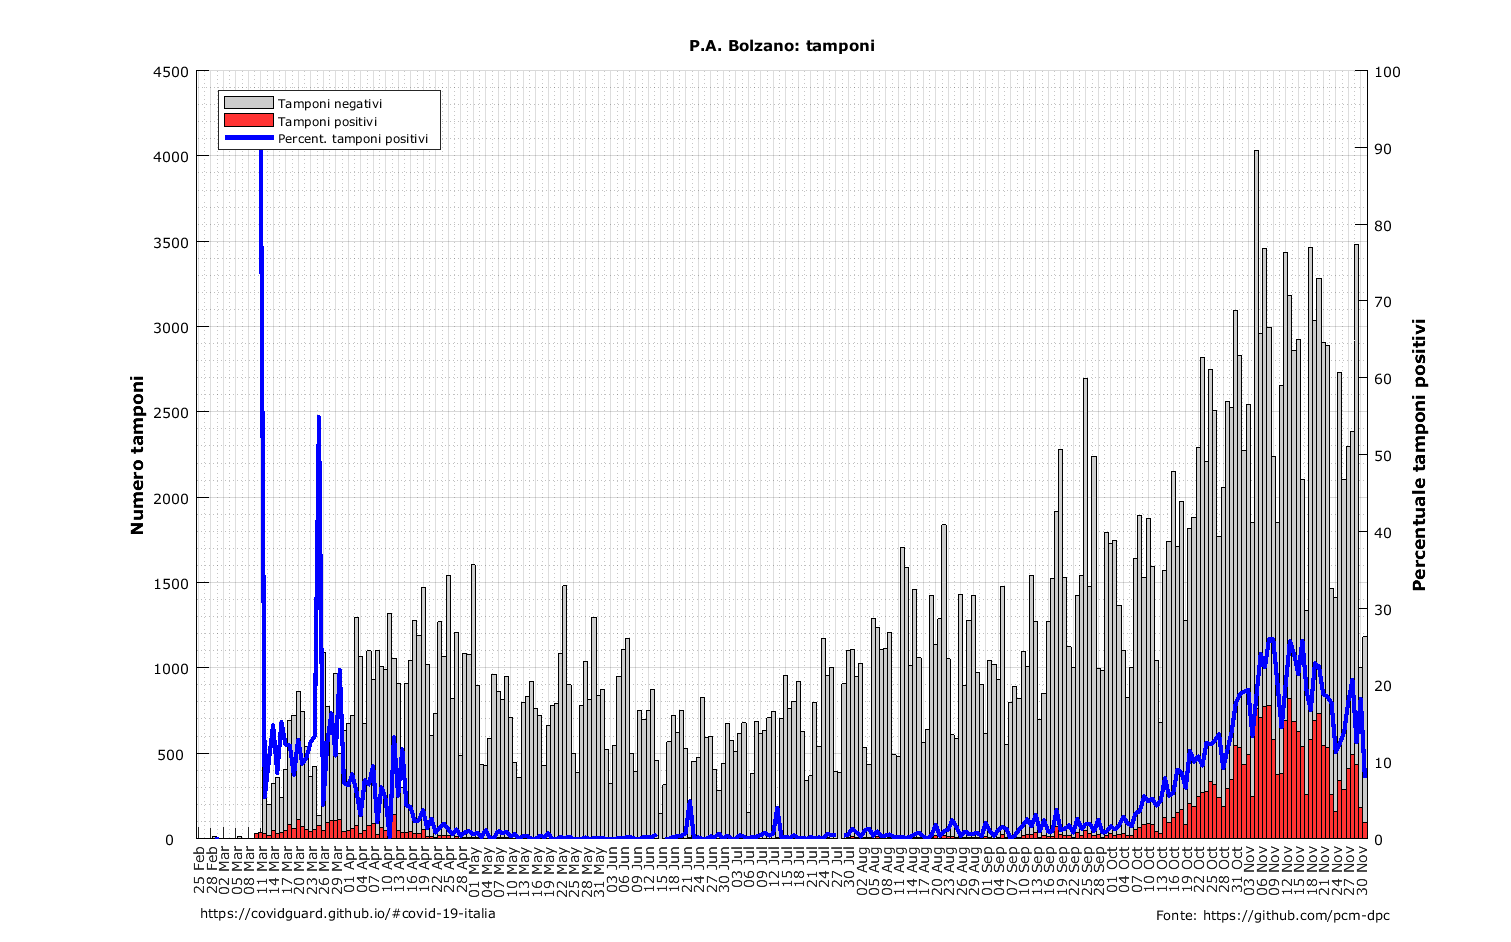 P.A. Bolzano: tamponi
4500
4000
3500
3000
2500
2000
1500
1000
500
0
Numero tamponi
Tamponi negativi
Tamponi positivi
Percent. tamponi positivi
100
90
80
70
60
50
40
30
20
10
0
Percentuale tamponi positivi
25 Feb
28 Feb
02 Mar
05 Mar
08 Mar
11 Mar
14 Mar
17 Mar
20 Mar
23 Mar
26 Mar
29 Mar
01 Apr
04 Apr
07 Apr
10 Apr
13 Apr
16 Apr
19 Apr
22 Apr
25 Apr
28 Apr
01 May
04 May
07 May
10 May
13 May
16 May
19 May
22 May
25 May
28 May
31 May
03 Jun
06 Jun
09 Jun
12 Jun
15 Jun
18 Jun
21 Jun
24 Jun
27 Jun
30 Jun
03 Jul
06 Jul
09 Jul
12 Jul
15 Jul
18 Jul
21 Jul
24 Jul
27 Jul
30 Jul
02 Aug
05 Aug
08 Aug
11 Aug
14 Aug
17 Aug
20 Aug
23 Aug
26 Aug
29 Aug
01 Sep
04 Sep
07 Sep
10 Sep
13 Sep
16 Sep
19 Sep
22 Sep
25 Sep
28 Sep
01 Oct
04 Oct
07 Oct
10 Oct
13 Oct
16 Oct
19 Oct
22 Oct
25 Oct
28 Oct
31 Oct
03 Nov
06 Nov
09 Nov
12 Nov
15 Nov
18 Nov
21 Nov
24 Nov
27 Nov
30 Nov
https://covidguard.github.io/#covid-19-italia
Fonte: https://github.com/pcm-dpc